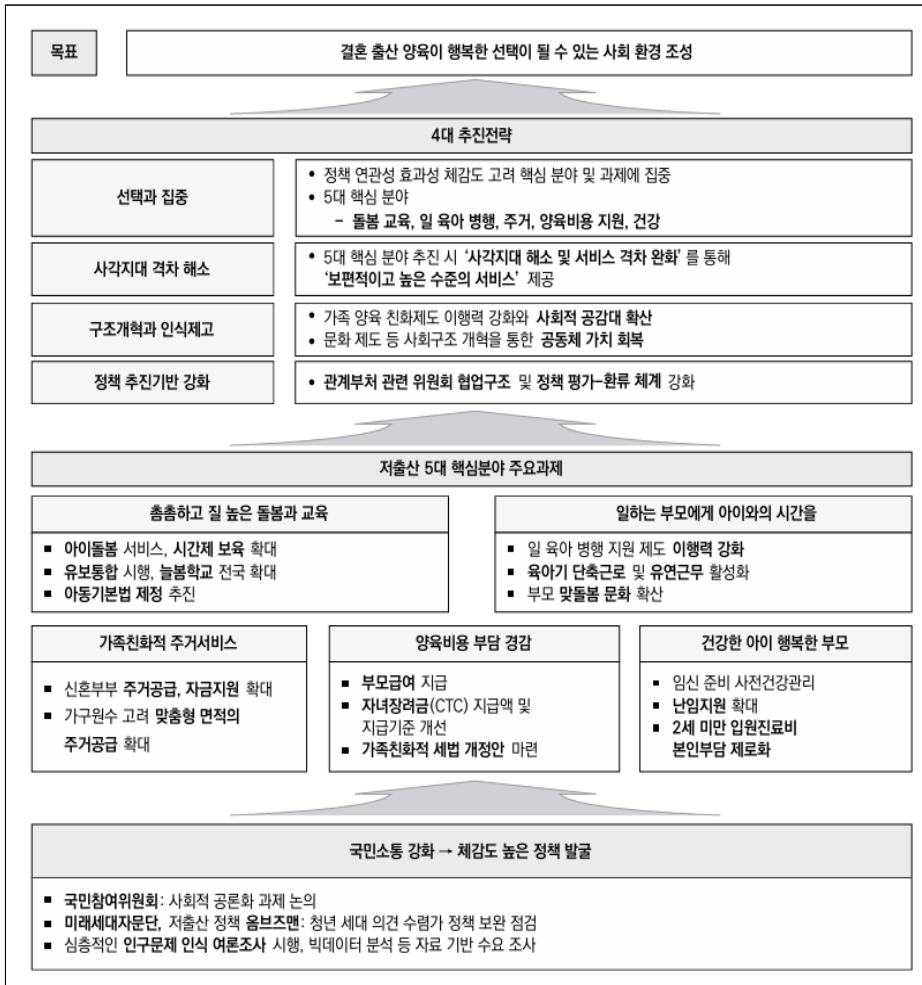 목표
결혼 출산 양육이 행복한 선택이 될 수 있는 사회 환경 조성
4대 추진전략
선택과 집중
• 정책 연관성 효과성 체감도 고려 핵심 분야 및 과제에 집중
• 5대 핵심 분야
– 돌봄 교육, 일 육아 병행, 주거, 양육비용 지원, 건강
사각지대 격차 해소
• 5대 핵심 분야 추진 시 ‘사각지대 해소 및 서비스 격차 완화’ 를 통해
‘보편적이고 높은 수준의 서비스’ 제공
구조개혁과 인식제고
• 가족 양육 친화제도 이행력 강화와 사회적 공감대 확산
• 문화 제도 등 사회구조 개혁을 통한 공동체 가치 회복
정책 추진기반 강화
• 관계부처 관련 위원회 협업구조 및 정책 평가–환류 체계 강화
저출산 5대 핵심분야 주요과제
촘촘하고 질 높은 돌봄과 교육
▪ 아이돌봄 서비스, 시간제 보육 확대
▪ 유보통합 시행, 늘봄학교 전국 확대
▪ 아동기본법 제정 추진
일하는 부모에게 아이와의 시간을
▪ 일 육아 병행 지원 제도 이행력 강화
▪ 육아기 단축근로 및 유연근무 활성화
▪ 부모 맞돌봄 문화 확산
가족친화적 주거서비스
▪ 신혼부부 주거공급, 자금지원 확대
▪ 가구원수 고려 맞춤형 면적의
주거공급 확대
양육비용 부담 경감
▪ 부모급여 지급
▪ 자녀장려금(CTC) 지급액 및
지급기준 개선
▪ 가족친화적 세법 개정안 마련
건강한 아이 행복한 부모
▪ 임신 준비 사전건강관리
▪ 난임지원 확대
▪ 2세 미만 입원진료비
본인부담 제로화
국민소통 강화 → 체감도 높은 정책 발굴
▪ 국민참여위원회: 사회적 공론화 과제 논의
▪ 미래세대자문단, 저출산 정책 옴브즈맨: 청년 세대 의견 수렴가 정책 보완 점검
▪ 심층적인 인구문제 인식 여론조사 시행, 빅데이터 분석 등 자료 기반 수요 조사